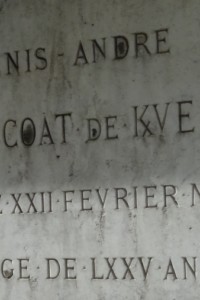 NIS-ANDRE
COAT·DE·KVE
XXII·FEVRIER·
GE·DE·LXXV·AN